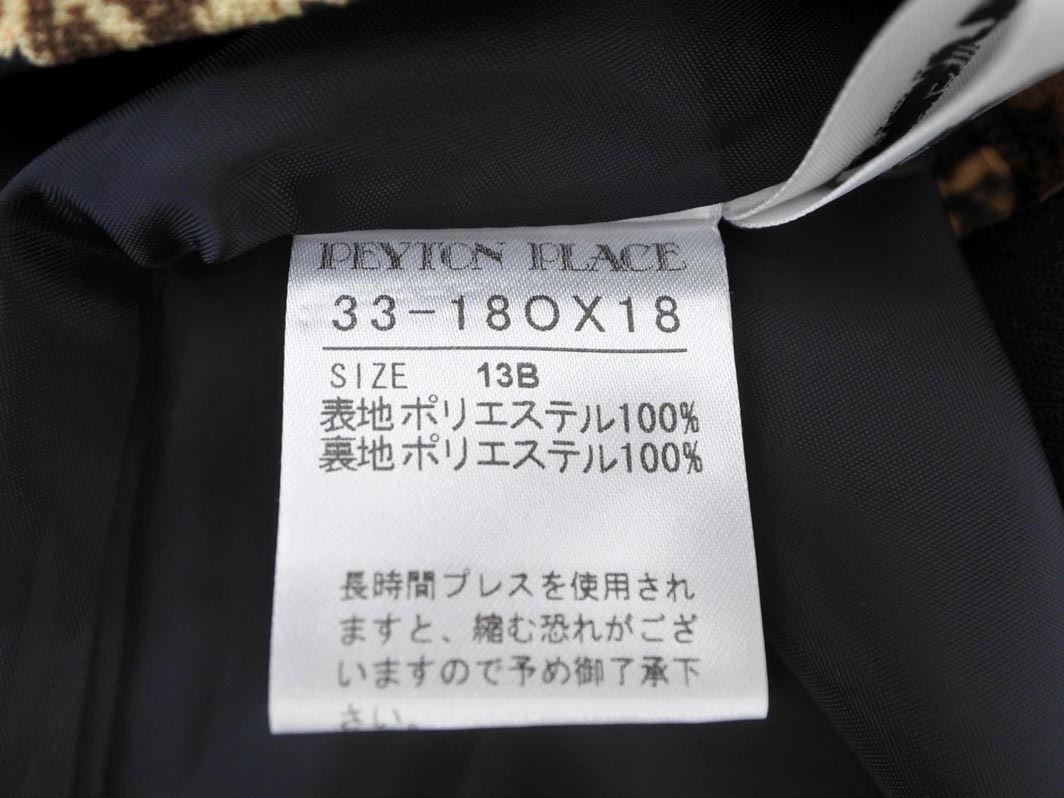 PEYTON PLACE
33-180X18
SIZE 13B
表地ポリエステル100%
裏地ポリエステル100%
長時間プレスを使用され
ますと、縮む恐れがござ
いますので予め御了承下
さい。